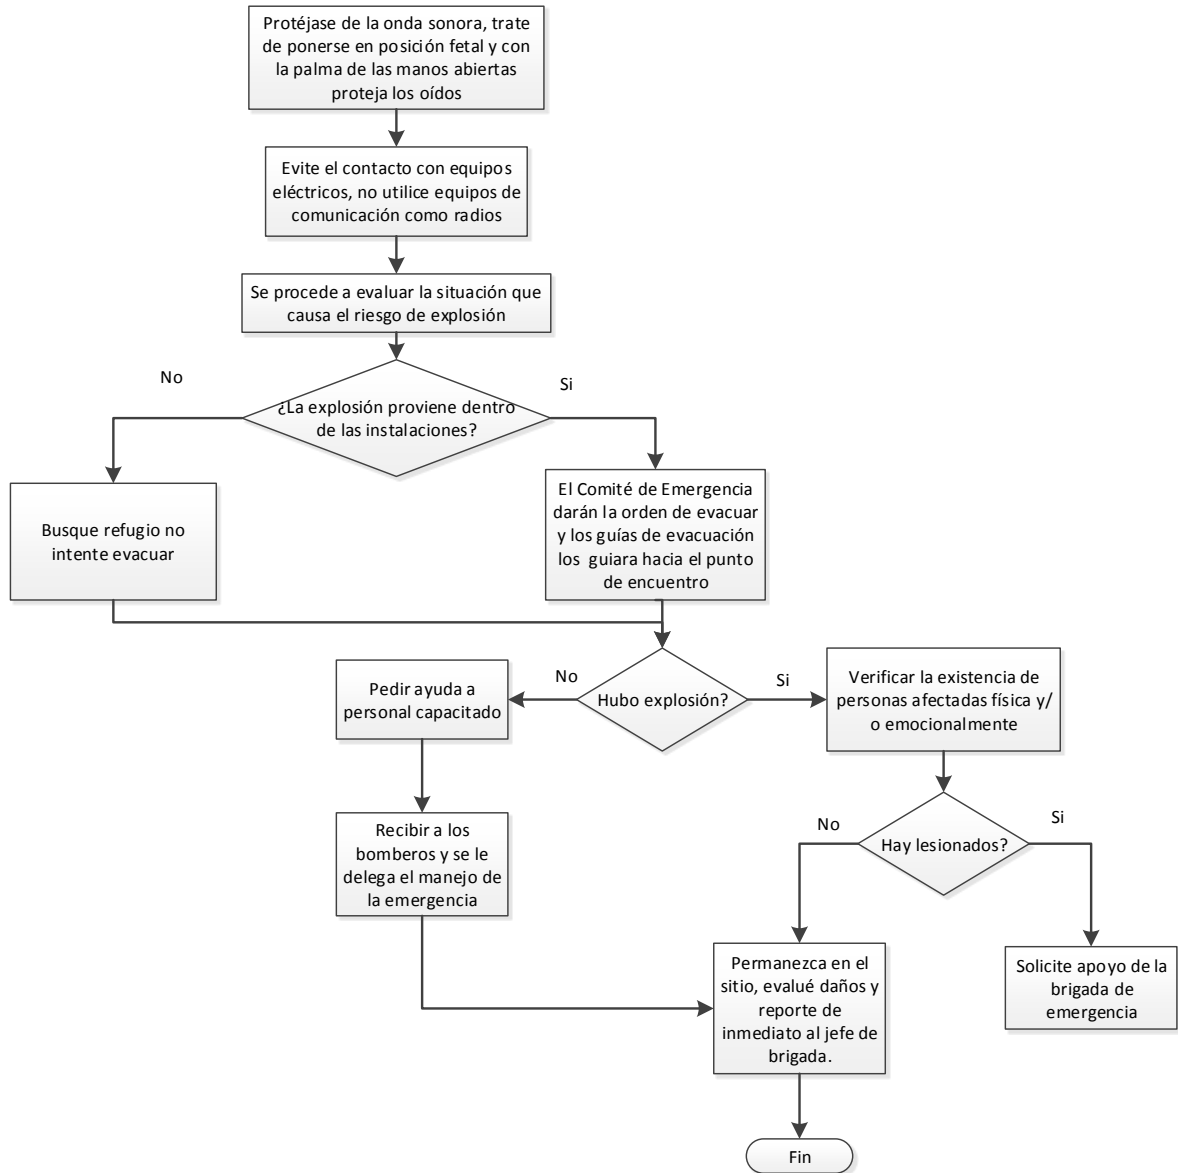 Protéjase de la onda sonora, trate
de ponerse en posición fetal y con
la palma de las manos abiertas
proteja los oídos
Evite el contacto con equipos
eléctricos, no utilice equipos de
comunicación como radios
Se procede a evaluar la situación que
causa el riesgo de explosión
No
Si
¿La explosión proviene dentro
de las instalaciones?
Busque refugio no
intente evacuar
El Comité de Emergencia
darán la orden de evacuar
y los guías de evacuación
los guiara hacia el punto
de encuentro
Pedir ayuda a
personal capacitado
No
Hubo explosión?
Si
Verificar la existencia de
personas afectadas física y/
o emocionalmente
Recibir a los
bomberos y se le
delega el manejo de
la emergencia
No
Hay lesionados?
Si
Permanezca en el
sitio, evalué daños y
reporte de
inmediato al jefe de
brigada.
Solicite apoyo de la
brigada de
emergencia
Fin